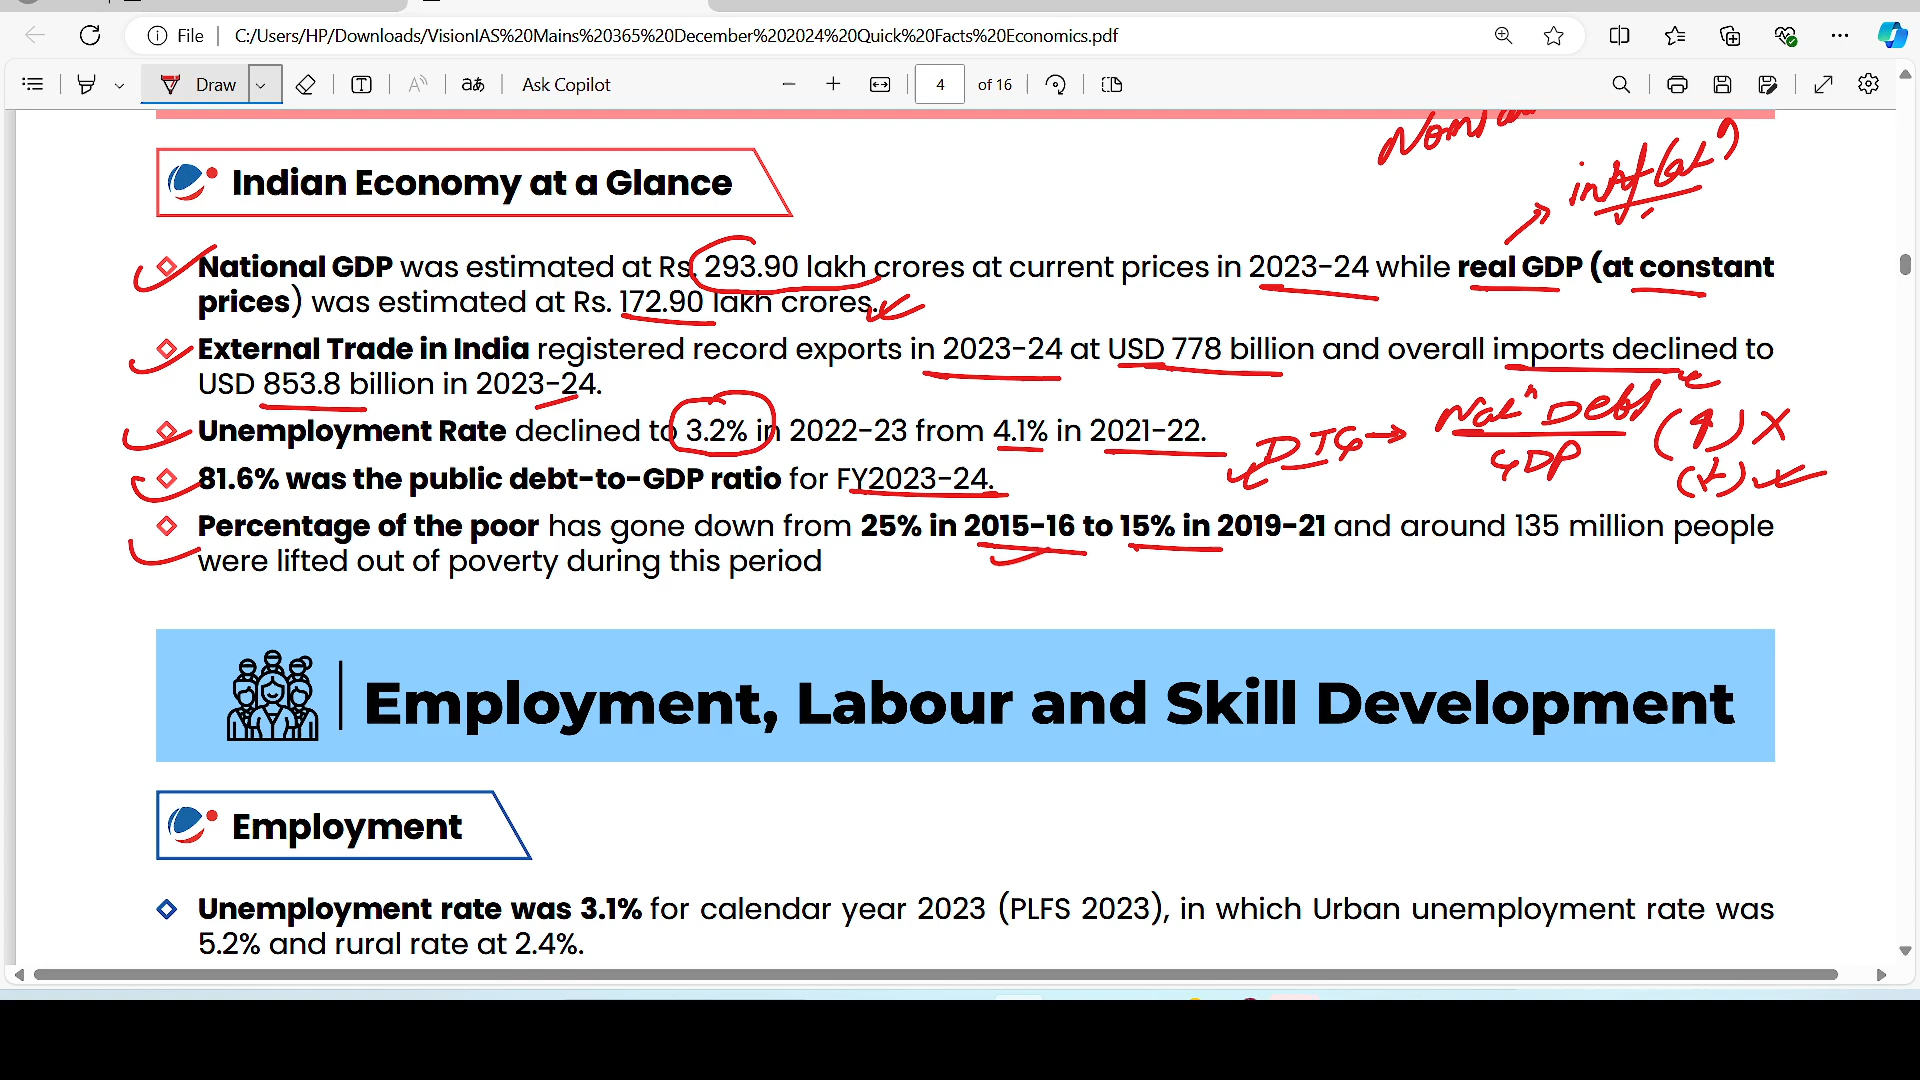 File
C:/Users/HP/Downloads/VisionIAS%20Mains%20365%20December%202024%20Quick%20Facts%20Economics.pdf
Draw
aあ
Ask Copilot
4
of 16
Indian Economy at a Glance
National GDP was estimated at Rs. 293.90 lakh crores at current prices in 2023-24 while real GDP (at constant
prices) was estimated at Rs. 172.90 lakh crores.
External Trade in India registered record exports in 2023-24 at USD 778 billion and overall imports declined to
USD 853.8 billion in 2023-24.
Unemployment Rate declined to 3.2% in 2022-23 from 4.1% in 2021-22.
DTG → Nat^n Debt
GDP
(↑) X
(↓)
81.6% was the public debt-to-GDP ratio for FY2023-24.
Percentage of the poor has gone down from 25% in 2015-16 to 15% in 2019-21 and around 135 million people
were lifted out of poverty during this period
Employment, Labour and Skill Development
Employment
Unemployment rate was 3.1% for calendar year 2023 (PLFS 2023), in which Urban unemployment rate was
5.2% and rural rate at 2.4%.